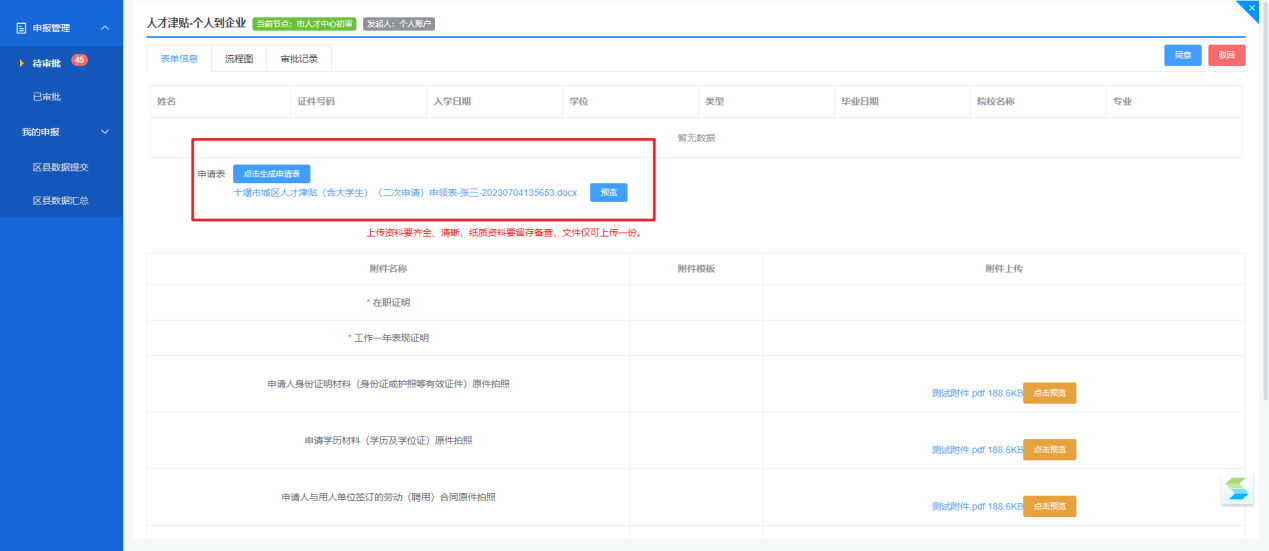 申报管理
待审批 45
已审批
我的申报
区县数据提交
区县数据汇总
人才津贴-个人到企业 当前节点：市人才中心初审 发起人：个人账户
表单信息 流程图 审批记录 同意 驳回
姓名 证件号码 入学日期 学位 类型 毕业日期 院校名称 专业
暂无数据
申请表 点击生成申请表
十堰市城区人才津贴（含大学生）（二次申请）申领表-张三-20230704135653.docx 预览
上传资料要齐全、清晰，纸质资料要留存备查，文件仅可上传一份。
附件名称 附件模板 附件上传
* 在职证明
* 工作一年表现证明
申请人身份证明材料（身份证或护照等有效证件）原件拍照
测试附件.pdf 188.6KB 点击预览
申请学历材料（学历及学位证）原件拍照
测试附件.pdf 188.6KB 点击预览
申请人与用人单位签订的劳动（聘用）合同原件拍照
测试附件.pdf 188.6KB 点击预览